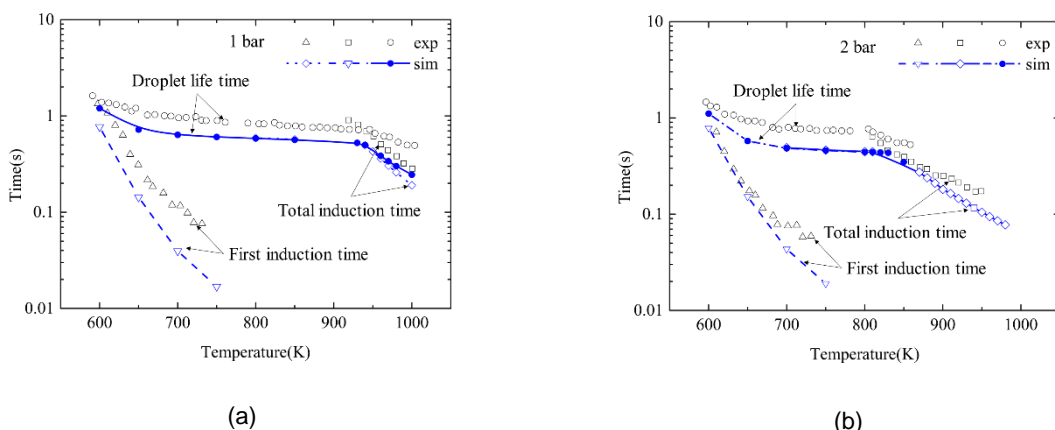 1 bar
exp
sim
Droplet life time
Total induction time
First induction time
Time(s)
1
0.1
0.01
10
600
700
800
900
1000
Temperature(K)
(a)
2 bar
exp
sim
Droplet life time
Total induction time
First induction time
Time(s)
10
1
0.1
0.01
600
700
800
900
1000
Temperature(K)
(b)